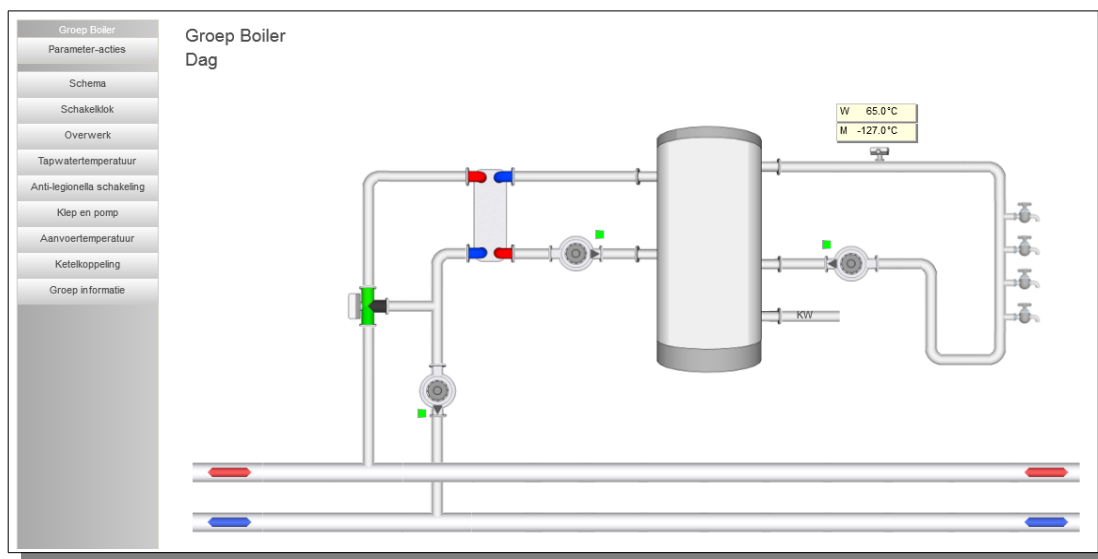 Groep Boiler
Parameter-acties
Schema
Schakelklok
Overwerk
Tapwatertemperatuur
Anti-legionella schakeling
Klep en pomp
Aanvoertemperatuur
Ketelkoppeling
Groep informatie
Groep Boiler
Dag
W 65.0°C
M -127.0°C
KW